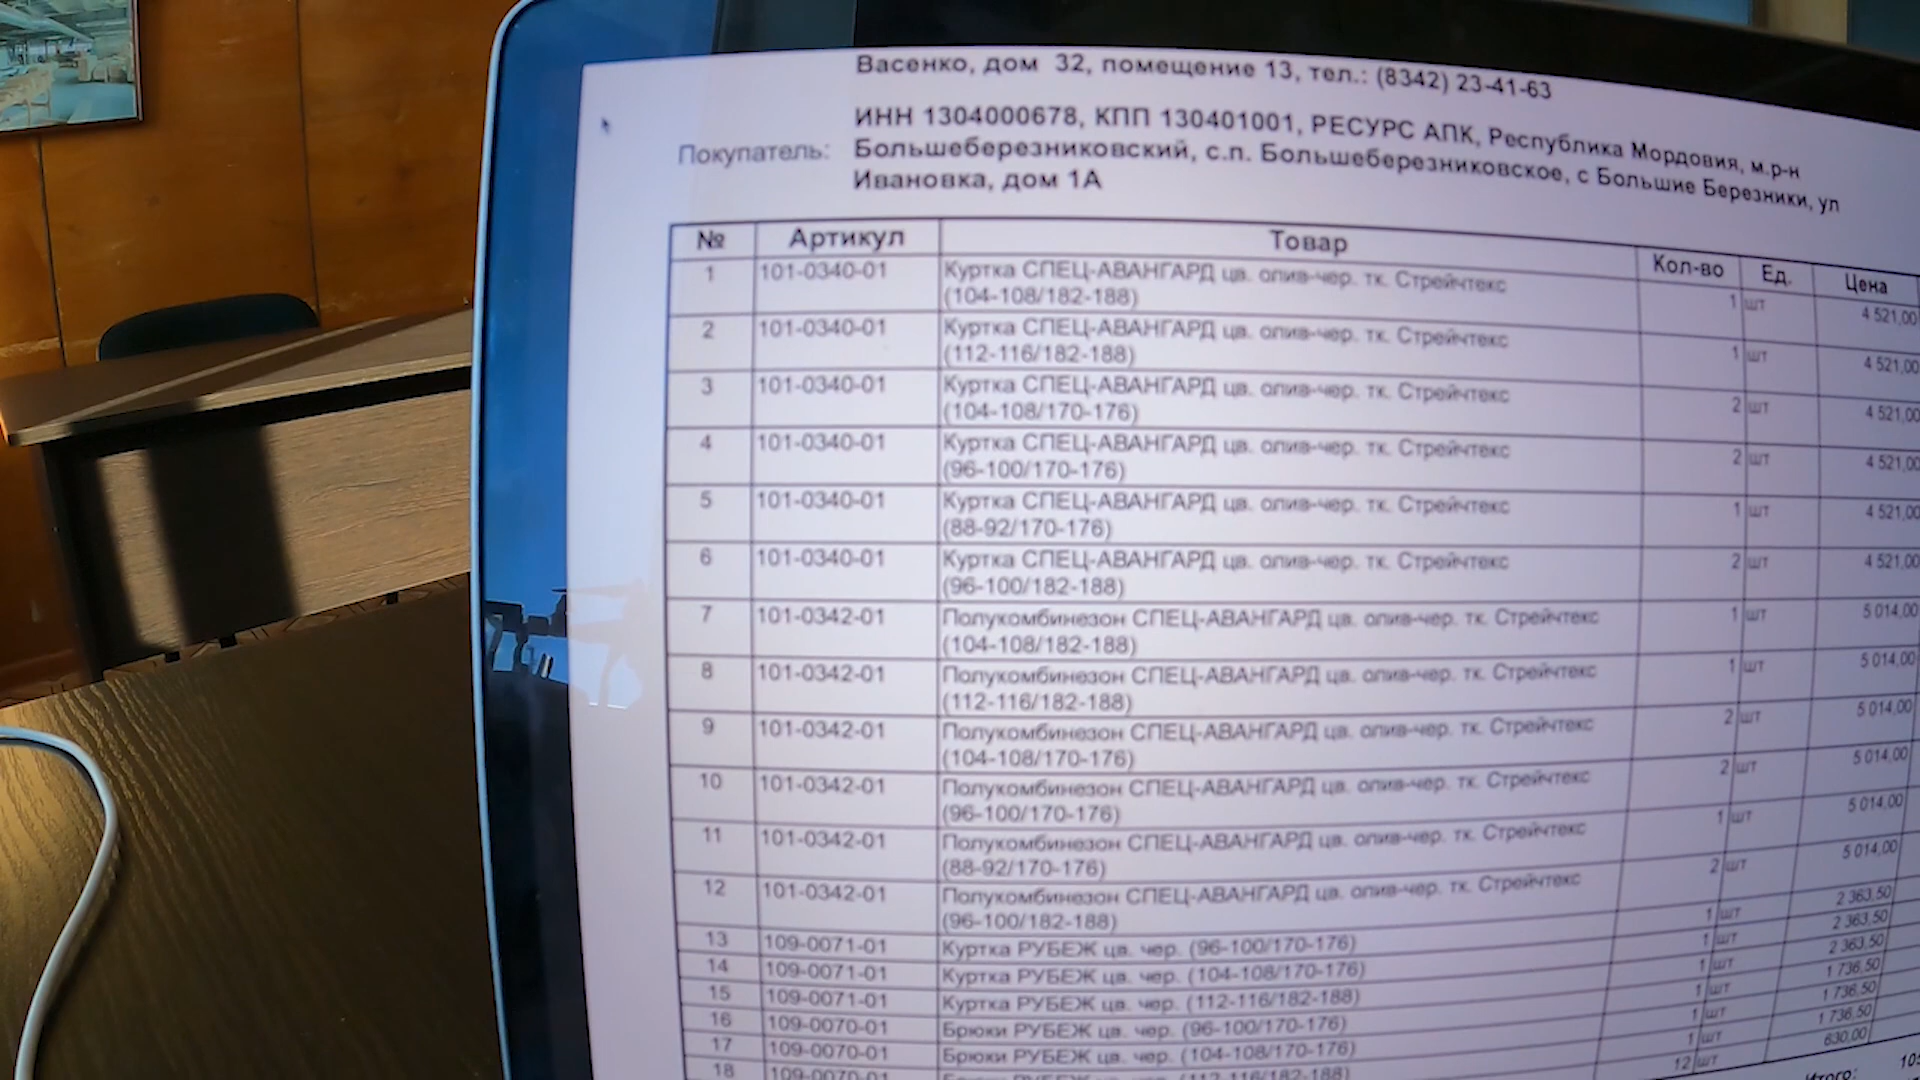 Васенко, дом 32, помещение 13, тел.: (8342) 23-41-63
Покупатель: ИНН 1304000678, КПП 130401001, РЕСУРС АПК, Республика Мордовия, м.р-н
Большеберезниковский, с.п. Большеберезниковское, с Большие Березники, ул
Ивановка, дом 1А
№ Артикул Товар Кол-во Ед. Цена
1 101-0340-01 Куртка СПЕЦ-АВАНГАРД цв. олив-чер. тк. Стрейчтекс 1 шт 4 521,00
(104-108/182-188)
2 101-0340-01 Куртка СПЕЦ-АВАНГАРД цв. олив-чер. тк. Стрейчтекс 1 шт 4 521,00
(112-116/182-188)
3 101-0340-01 Куртка СПЕЦ-АВАНГАРД цв. олив-чер. тк. Стрейчтекс 2 шт 4 521,00
(104-108/170-176)
4 101-0340-01 Куртка СПЕЦ-АВАНГАРД цв. олив-чер. тк. Стрейчтекс 2 шт 4 521,00
(96-100/170-176)
5 101-0340-01 Куртка СПЕЦ-АВАНГАРД цв. олив-чер. тк. Стрейчтекс 1 шт 4 521,00
(88-92/170-176)
6 101-0340-01 Куртка СПЕЦ-АВАНГАРД цв. олив-чер. тк. Стрейчтекс 2 шт 4 521,00
(96-100/182-188)
7 101-0342-01 Полукомбинезон СПЕЦ-АВАНГАРД цв. олив-чер. тк. Стрейчтекс 1 шт 5 014,00
(104-108/182-188)
8 101-0342-01 Полукомбинезон СПЕЦ-АВАНГАРД цв. олив-чер. тк. Стрейчтекс 1 шт 5 014,00
(112-116/182-188)
9 101-0342-01 Полукомбинезон СПЕЦ-АВАНГАРД цв. олив-чер. тк. Стрейчтекс 2 шт 5 014,00
(104-108/170-176)
10 101-0342-01 Полукомбинезон СПЕЦ-АВАНГАРД цв. олив-чер. тк. Стрейчтекс 2 шт 5 014,00
(96-100/170-176)
11 101-0342-01 Полукомбинезон СПЕЦ-АВАНГАРД цв. олив-чер. тк. Стрейчтекс 1 шт 5 014,00
(88-92/170-176)
12 101-0342-01 Полукомбинезон СПЕЦ-АВАНГАРД цв. олив-чер. тк. Стрейчтекс 2 шт 5 014,00
(96-100/182-188)
13 109-0071-01 Куртка РУБЕЖ цв. чер. (96-100/170-176) 1 шт 2 363,50
14 109-0071-01 Куртка РУБЕЖ цв. чер. (104-108/170-176) 1 шт 2 363,50
15 109-0071-01 Куртка РУБЕЖ цв. чер. (112-116/182-188) 1 шт 2 363,50
16 109-0070-01 Брюки РУБЕЖ цв. чер. (96-100/170-176) 1 шт 1 736,50
17 109-0070-01 Брюки РУБЕЖ цв. чер. (104-108/170-176) 1 шт 1 736,50
18 109-0070-01 Брюки РУБЕЖ цв. чер. (112-116/182-188) 1 шт 1 736,50
12 шт 630,00
Итого: